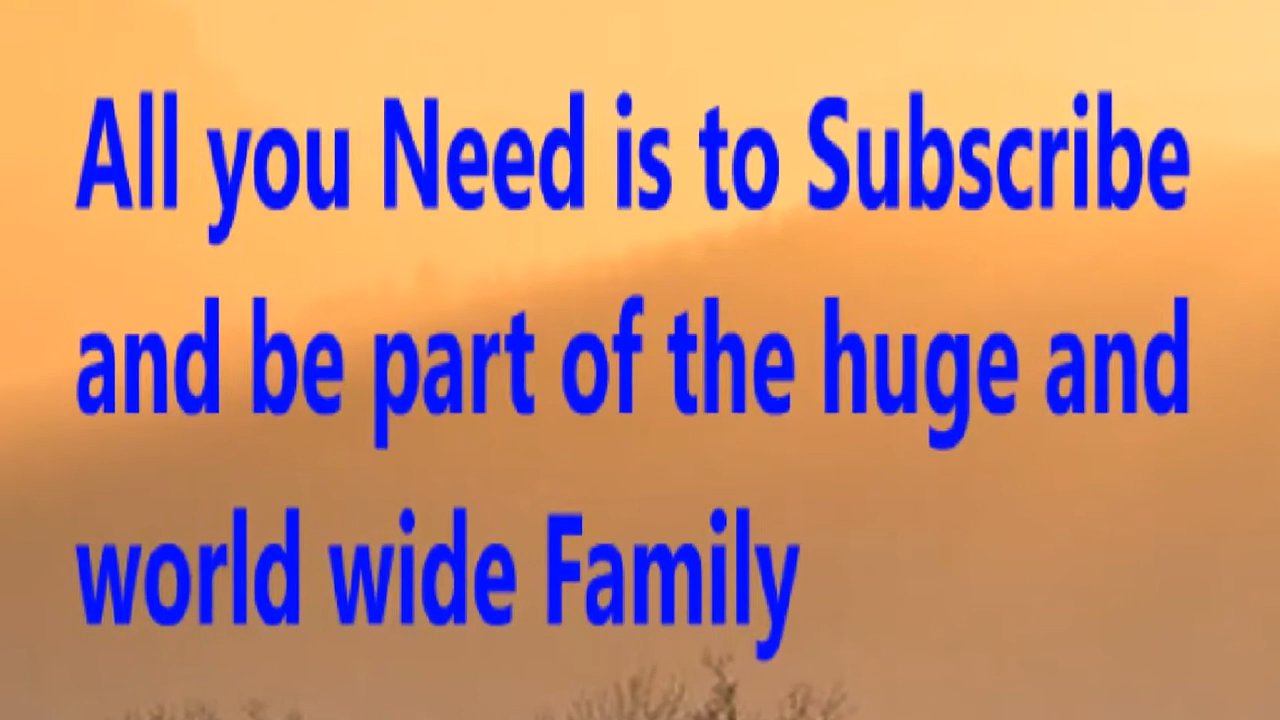 All you Need is to Subscribe
and be part of the huge and
world wide Family